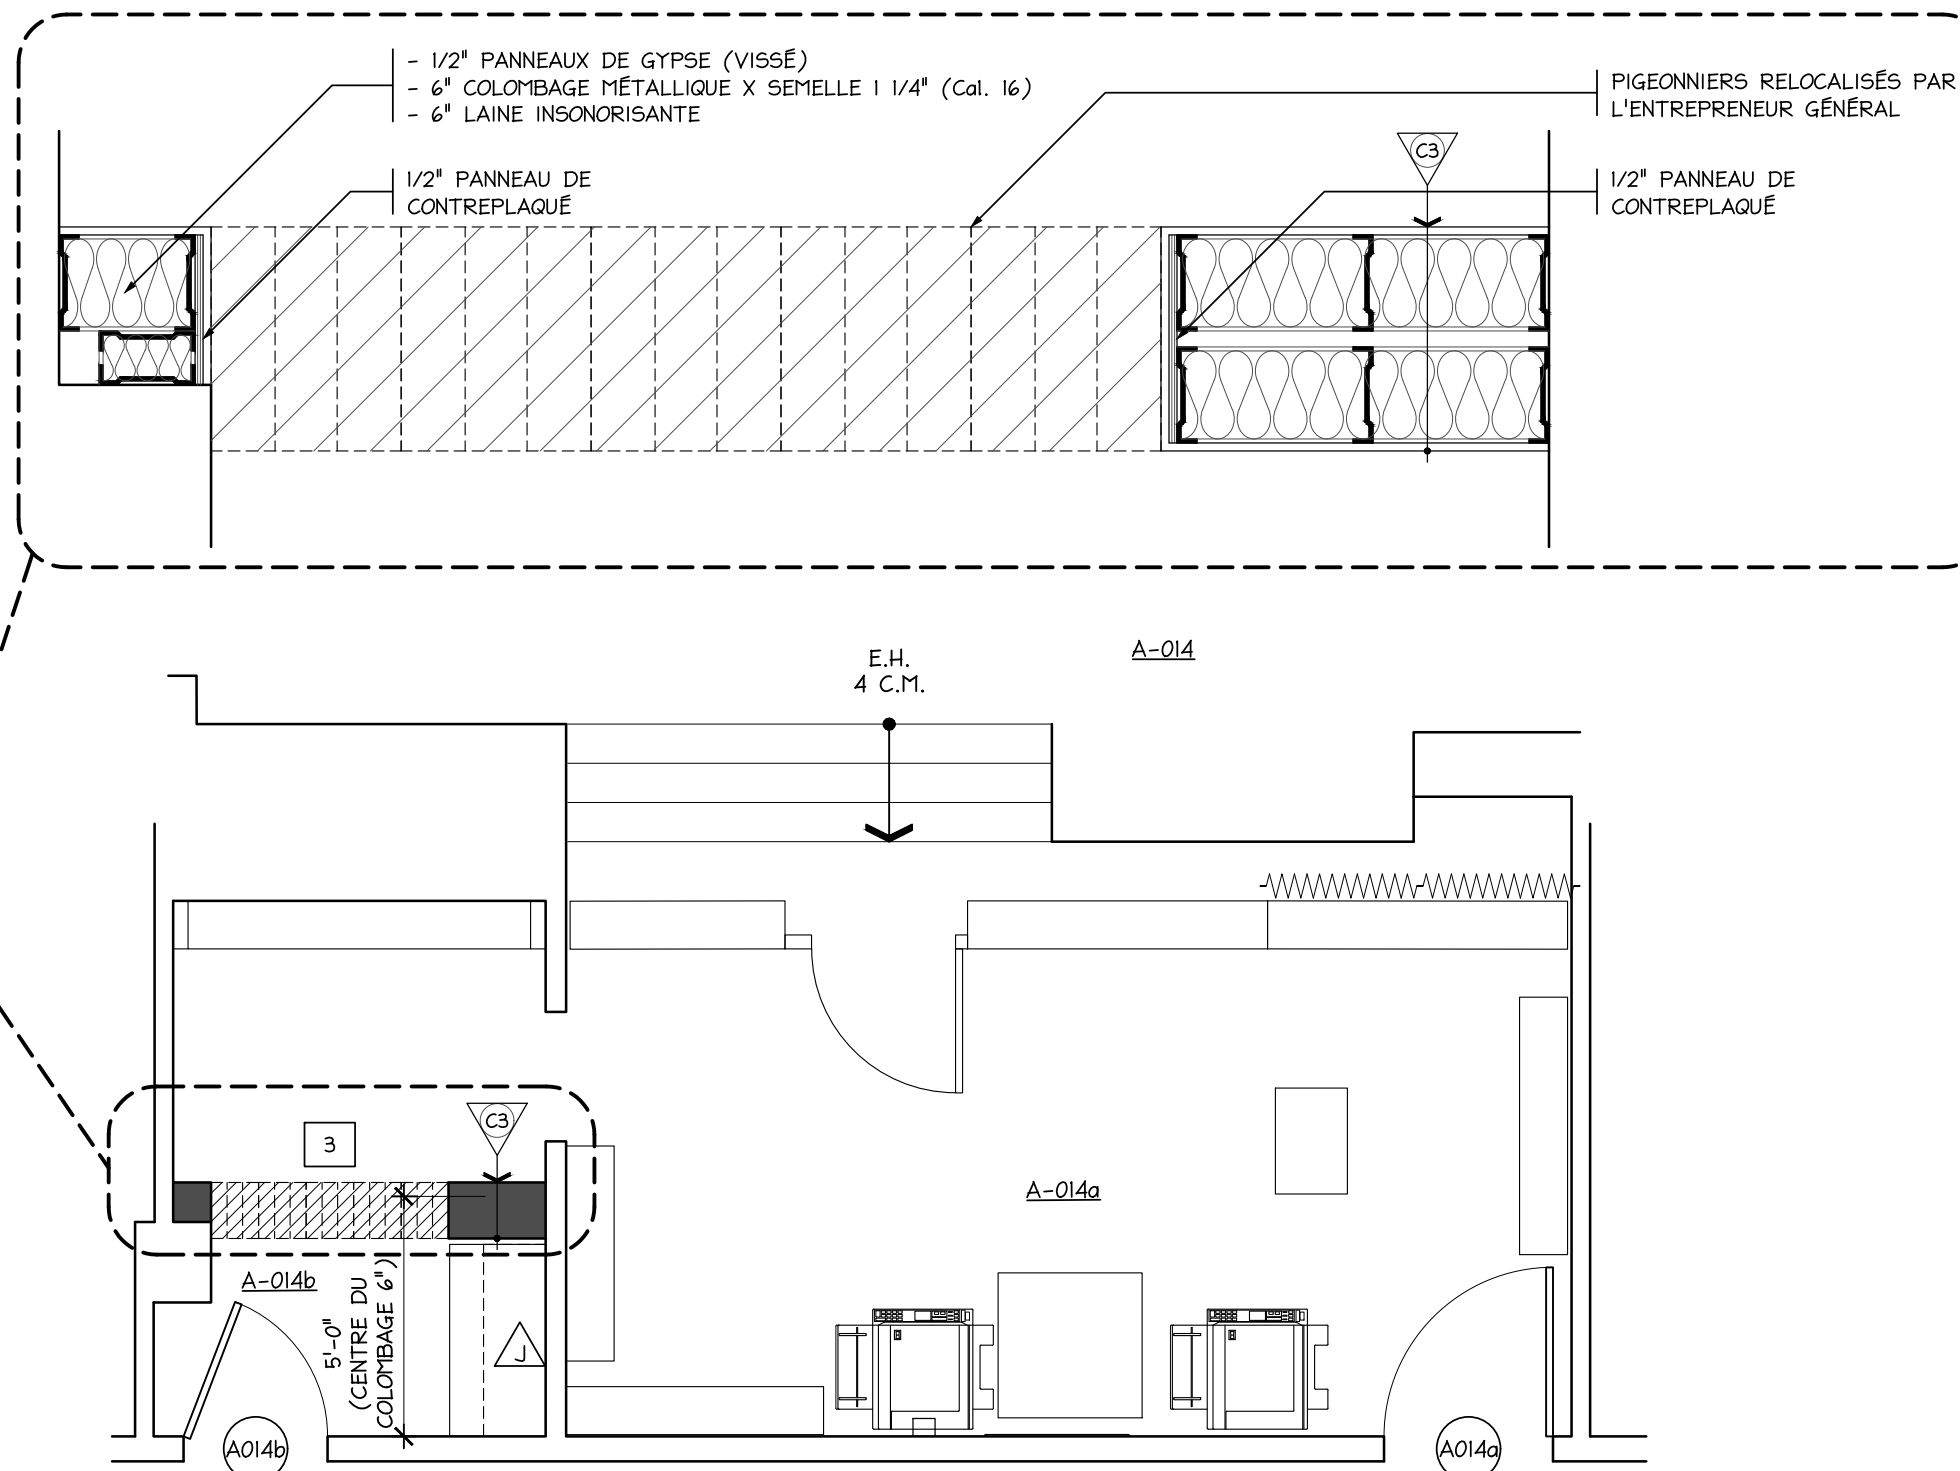 - 1/2" PANNEAUX DE GYPSE (VISSÉ)
- 6" COLOMBAGE MÉTALLIQUE X SEMELLE 1 1/4" (Cal. 16)
- 6" LAINE INSONORISANTE
PIGEONNIERS RELOCALISÉS PAR
L'ENTREPRENEUR GÉNÉRAL
C3
1/2" PANNEAU DE
CONTREPLAQUÉ
1/2" PANNEAU DE
CONTREPLAQUÉ
A-014
E.H.
4 C.M.
C3
3
A-014a
A-014b
5'-0"
(CENTRE DU
COLOMBAGE 6")
J
A014b
A014a